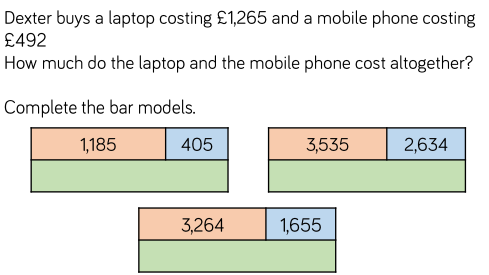 Dexter buys a laptop costing £1,265 and a mobile phone costing
£492
How much do the laptop and the mobile phone cost altogether?
Complete the bar models.
1,185 405 3,535 2,634
3,264 1,655